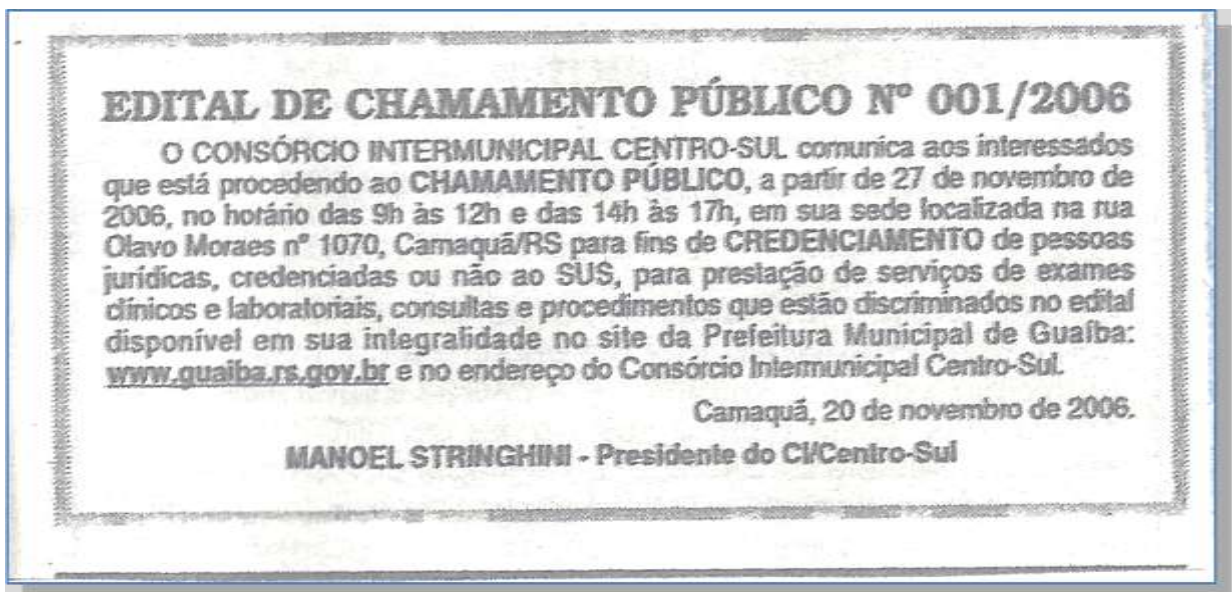 EDITAL DE CHAMAMENTO PÚBLICO Nº 001/2006
O CONSÓRCIO INTERMUNICIPAL CENTRO-SUL comunica aos interessados
que está procedendo ao CHAMAMENTO PÚBLICO, a partir de 27 de novembro de
2006, no horário das 9h às 12h e das 14h às 17h, em sua sede localizada na rua
Olavo Moraes nº 1070, Camaquã/RS para fins de CREDENCIAMENTO de pessoas
jurídicas, credenciadas ou não ao SUS, para prestação de serviços de exames
clínicos e laboratoriais, consultas e procedimentos que estão discriminados no edital
disponível em sua integralidade no site da Prefeitura Municipal de Guaíba:
www.guaiba.rs.gov.br e no endereço do Consórcio Intermunicipal Centro-Sul.
Camaquã, 20 de novembro de 2006.
MANOEL STRINGHINI - Presidente do CI/Centro-Sul